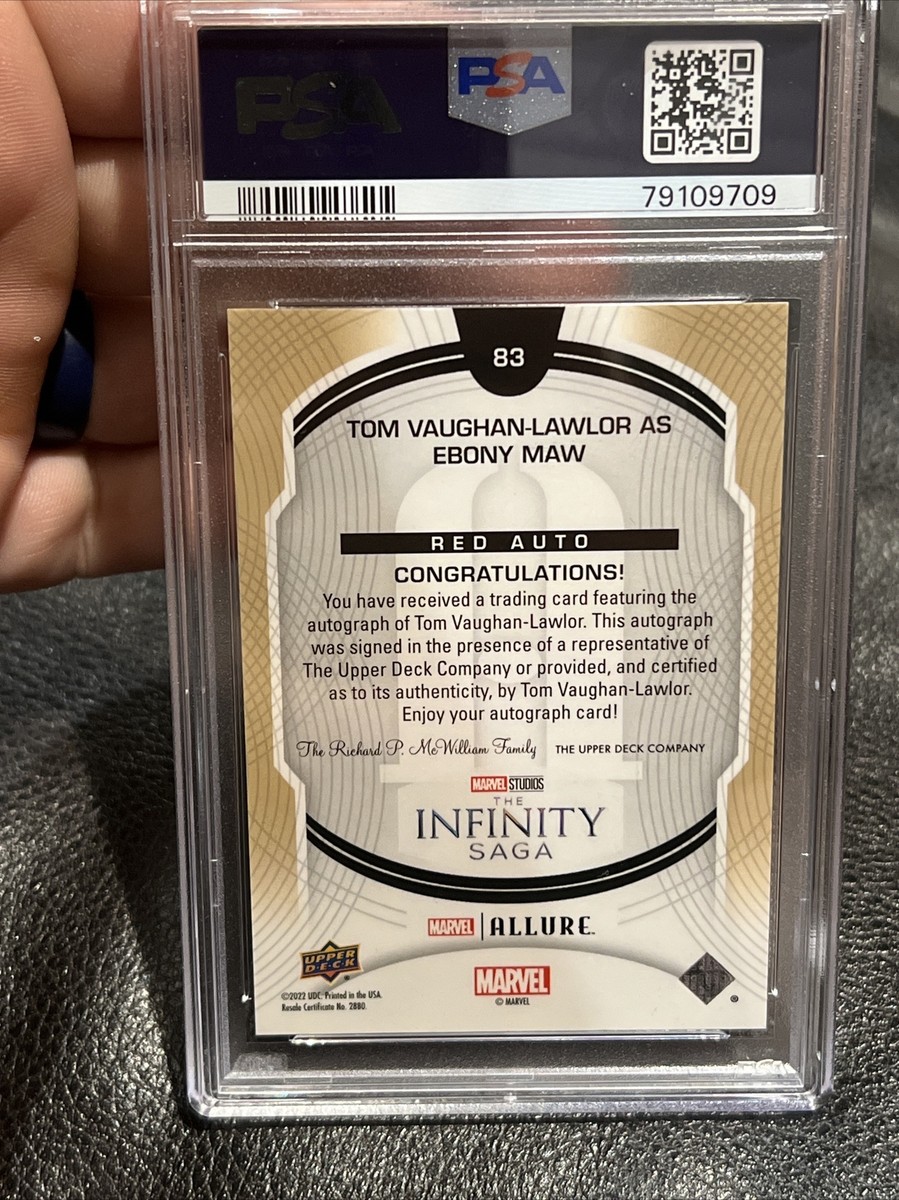 PSA
PSA
79109709
83
TOM VAUGHAN-LAWLOR AS
EBONY MAW
RED AUTO
CONGRATULATIONS!
You have received a trading card featuring the
autograph of Tom Vaughan-Lawlor. This autograph
was signed in the presence of a representative of
The Upper Deck Company or provided, and certified
as to its authenticity, by Tom Vaughan-Lawlor.
Enjoy your autograph card!
The Richard P. McWilliam Family THE UPPER DECK COMPANY
MARVEL STUDIOS
THE
INFINITY
SAGA
MARVEL | ALLURE™
UPPER
D·E·C·K
MARVEL
©2022 UDC. Printed in the USA.
Resale Certificate No. 2880.
© MARVEL
®